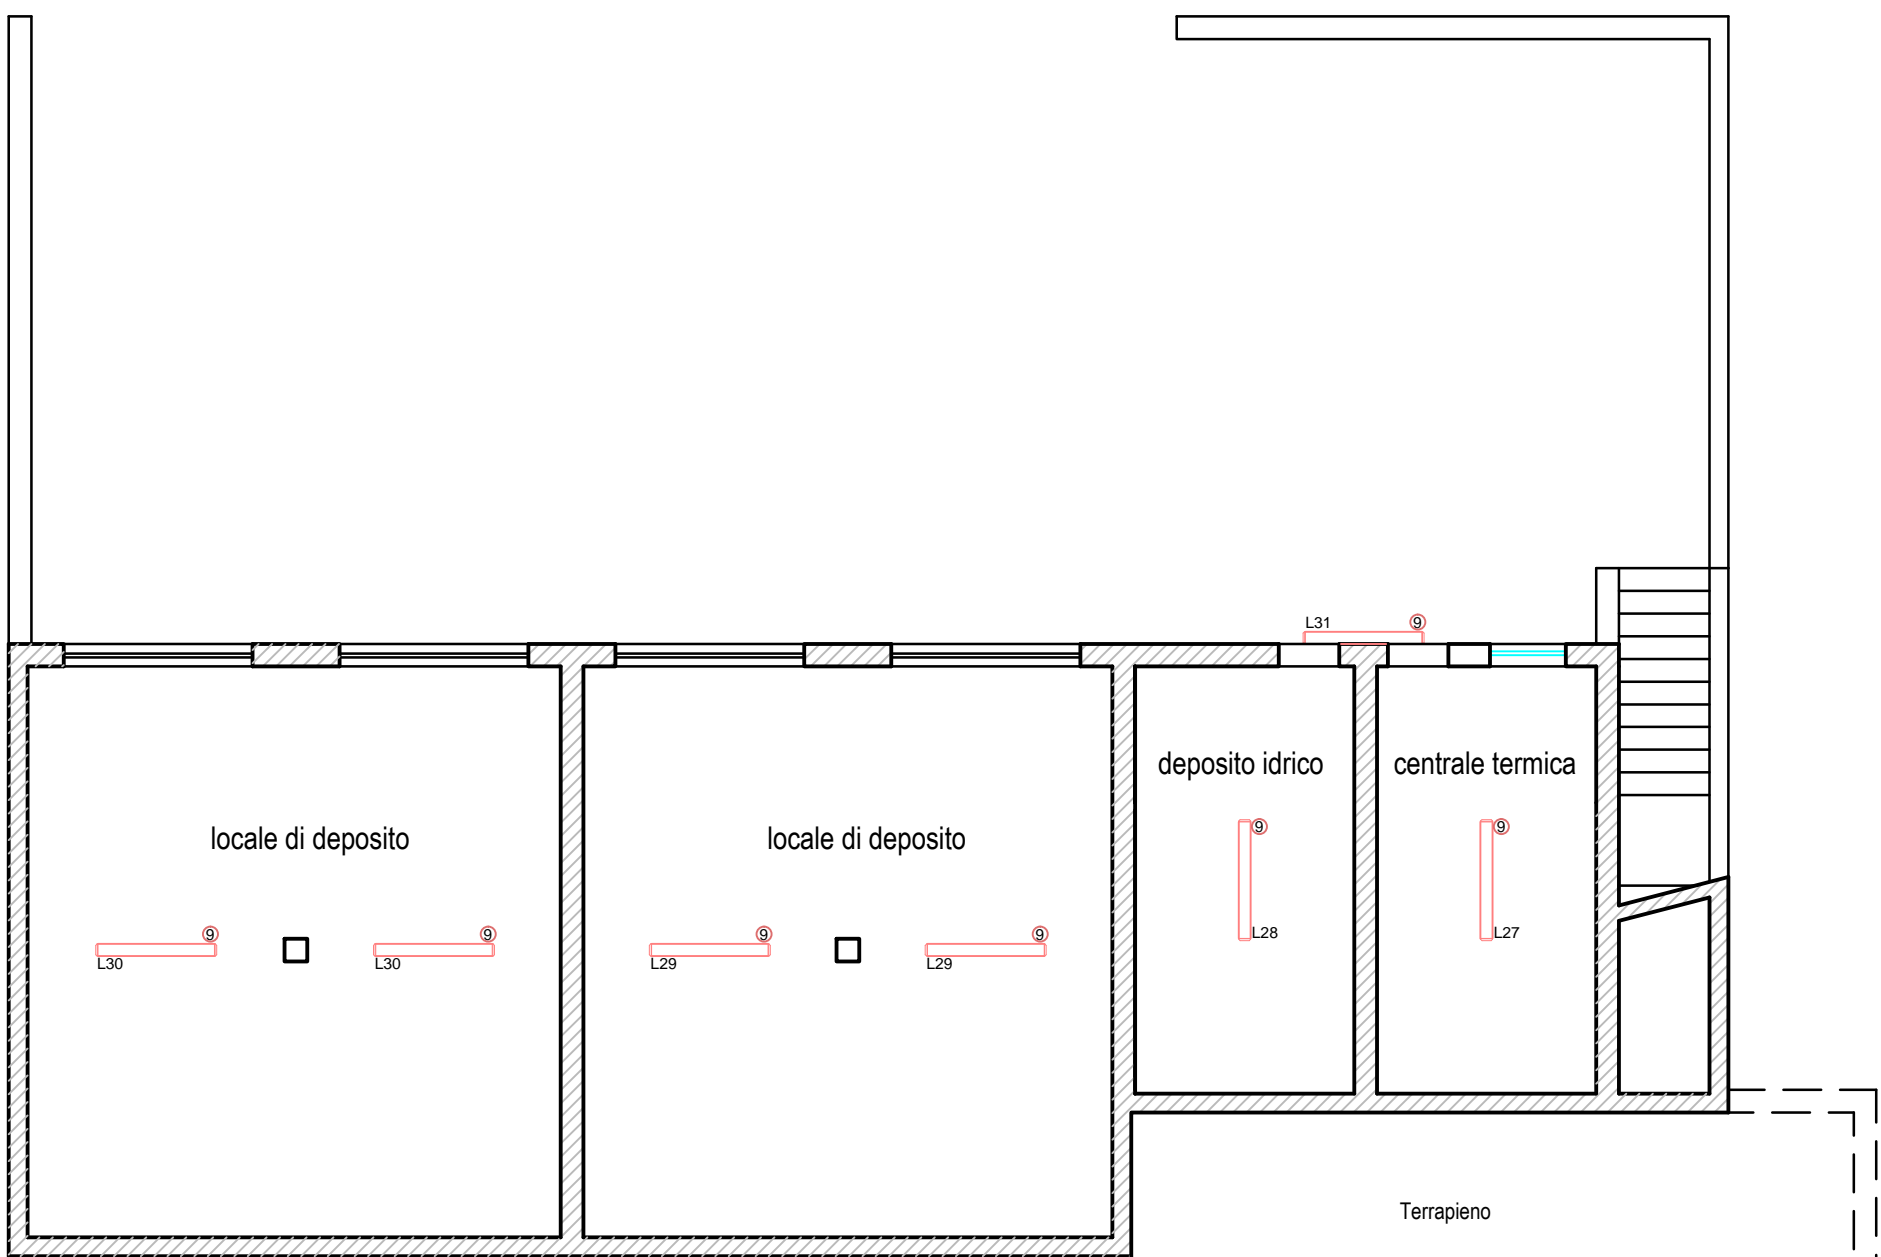 L31 9
deposito idrico
centrale termica
9
9
locale di deposito
locale di deposito
L28
L27
9
9
9
9
L30
L30
L29
L29
Terrapieno